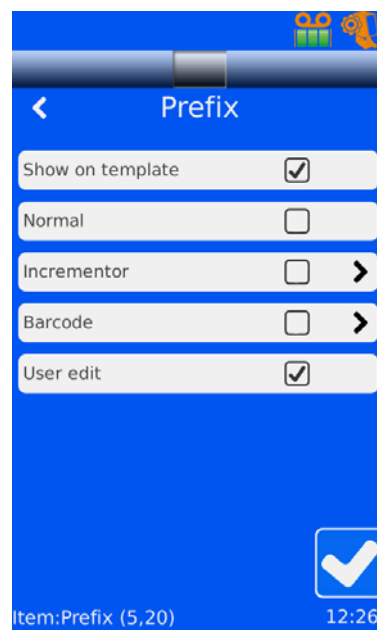 Prefix
Show on template
Normal
Incrementor
Barcode
User edit
Item:Prefix (5,20) 12:26